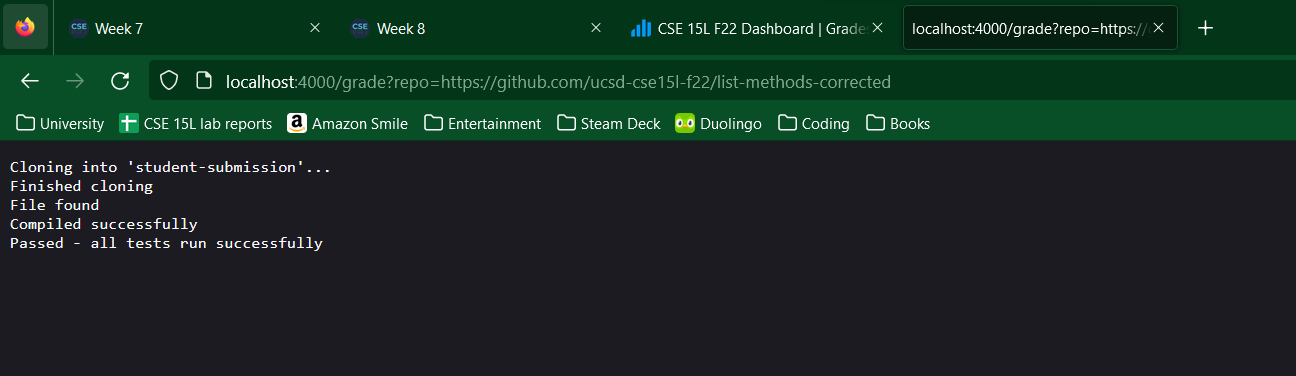 CSE Week 7
CSE Week 8
CSE 15L F22 Dashboard | Grade
localhost:4000/grade?repo=https://
localhost:4000/grade?repo=https://github.com/ucsd-cse15l-f22/list-methods-corrected
University CSE 15L lab reports a Amazon Smile Entertainment Steam Deck Duolingo Coding Books
Cloning into 'student-submission'...
Finished cloning
File found
Compiled successfully
Passed - all tests run successfully